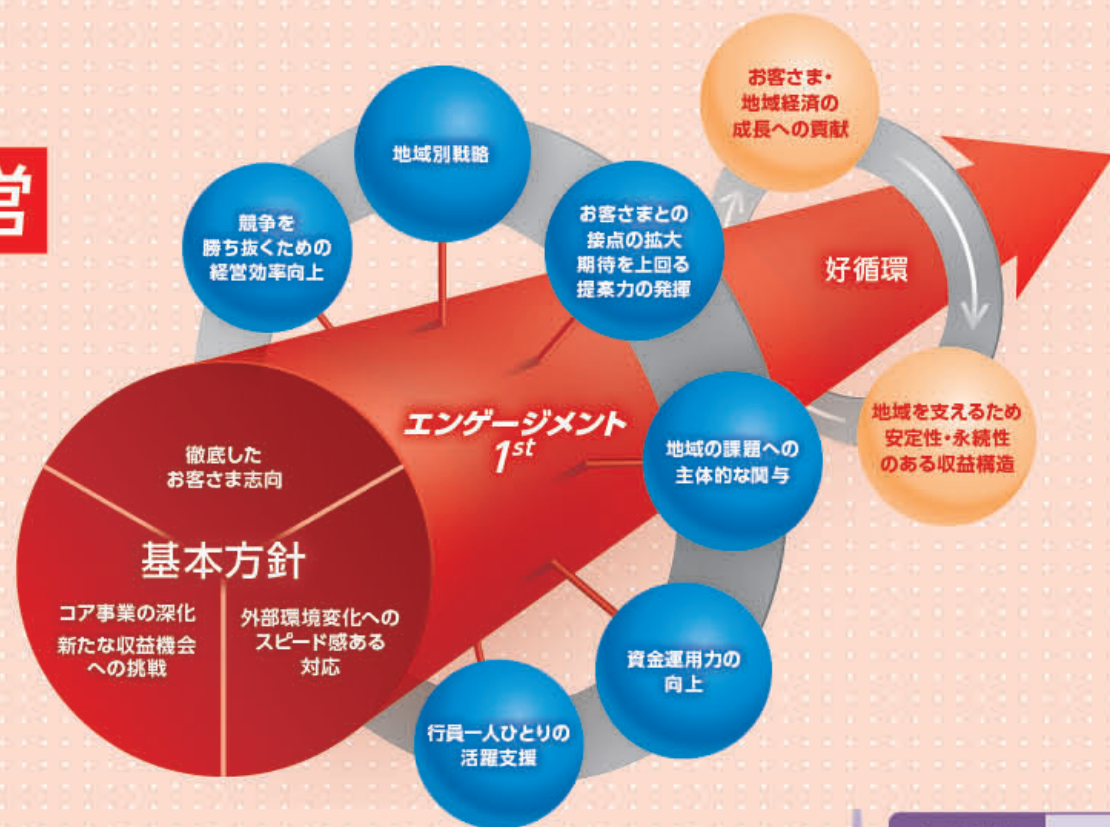 営
お客さま・
地域経済の
成長への貢献
地域別戦略
競争を
勝ち抜くための
経営効率向上
お客さまとの
接点の拡大
期待を上回る
提案力の発揮
好循環
エンゲージメント
1st
地域の課題への
主体的な関与
地域を支えるため
安定性・永続性
のある収益構造
徹底した
お客さま志向
基本方針
コア事業の深化
新たな収益機会
への挑戦
外部環境変化への
スピード感ある
対応
資金運用力の
向上
行員一人ひとりの
活躍支援